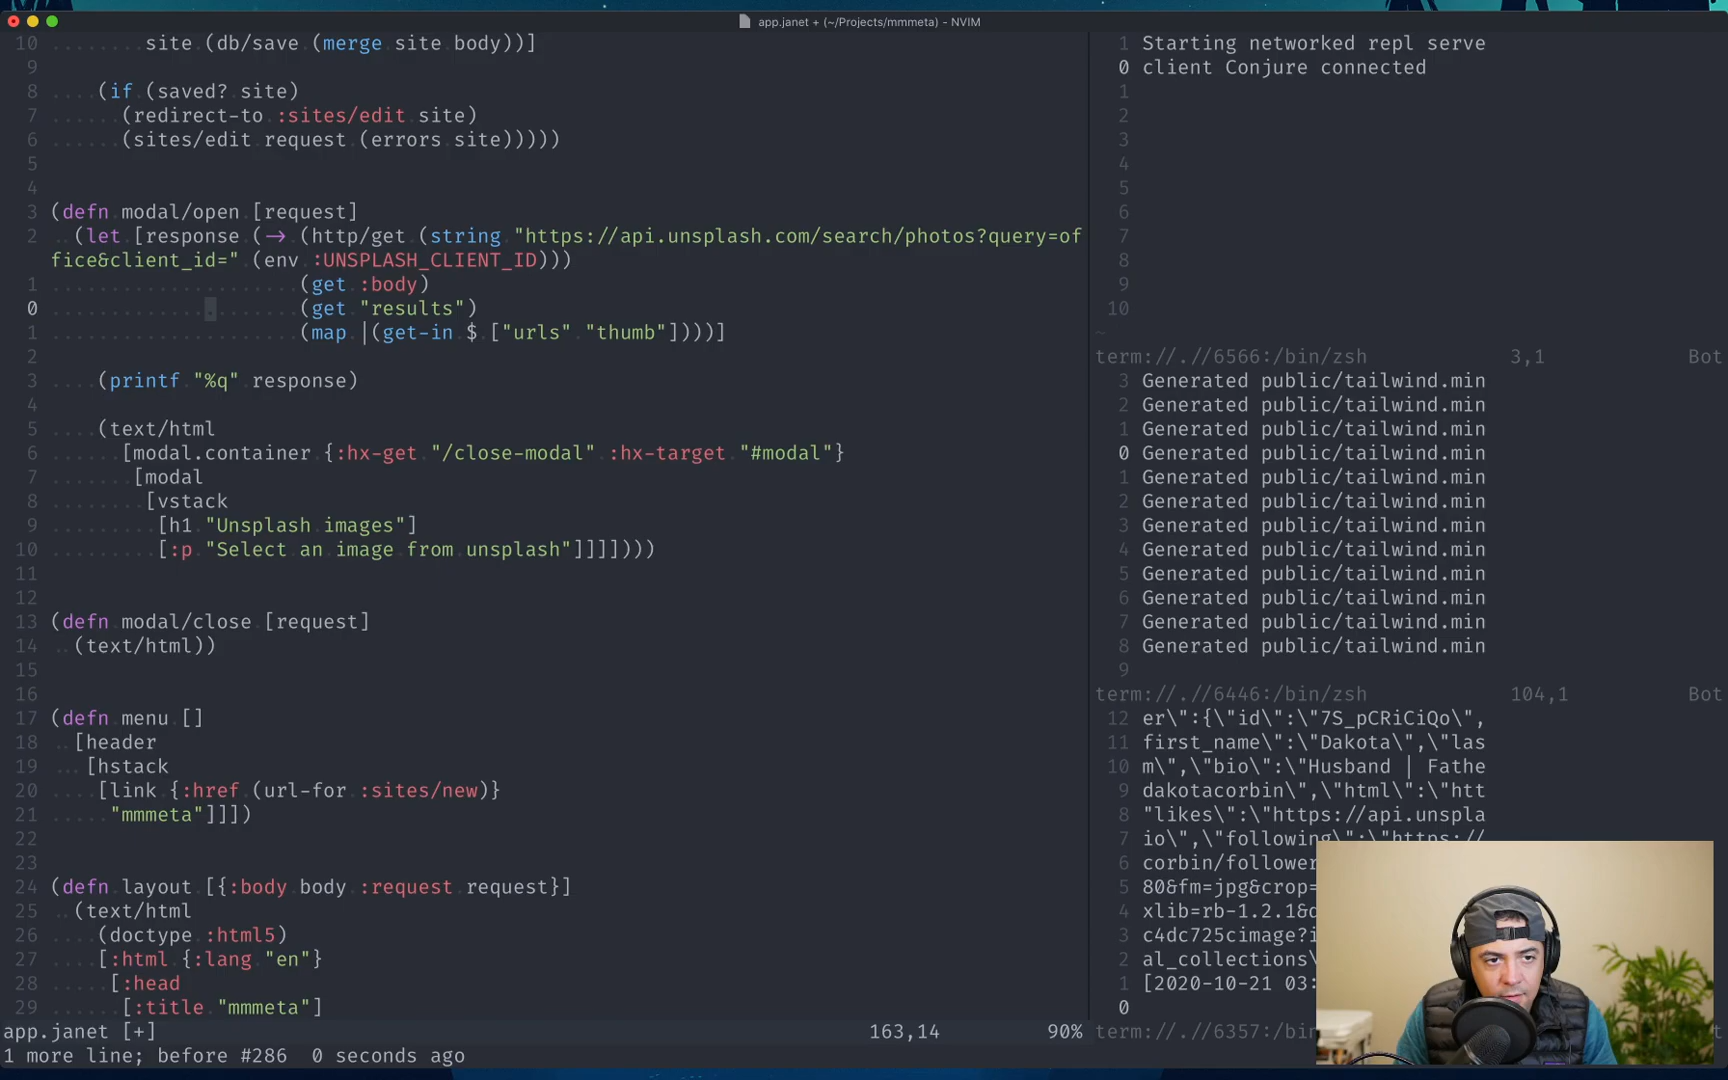 app.janet + (~/Projects/mmmeta) - NVIM
10 site (db/save (merge site body))]
9
8 (if (saved? site)
7 (redirect-to :sites/edit site)
6 (sites/edit request (errors site)))))
5
4
3 (defn modal/open [request]
2 (let [response (-> (http/get (string "https://api.unsplash.com/search/photos?query=of
fice&client_id=" (env :UNSPLASH_CLIENT_ID)))
1 (get :body)
0 (get "results")
1 (map |(get-in $ ["urls" "thumb"])))]
2
3 (printf "%q" response)
4
5 (text/html
6 [modal.container {:hx-get "/close-modal" :hx-target "#modal"}
7 [modal
8 [vstack
9 [h1 "Unsplash images"]
10 [:p "Select an image from unsplash"]]]])))
11
12
13 (defn modal/close [request]
14 (text/html))
15
16
17 (defn menu []
18 [header
19 [hstack
20 [link {:href (url-for :sites/new)}
21 "mmmeta"]]])
22
23
24 (defn layout [{:body body :request request}]
25 (text/html
26 (doctype :html5)
27 [:html {:lang "en"}
28 [:head
29 [:title "mmmeta"]
app.janet [+] 163,14 90%
1 more line; before #286 0 seconds ago
1 Starting networked repl serve
0 client Conjure connected
1
2
3
4
5
6
7
8
9
10
~
term://.//6566:/bin/zsh 3,1 Bot
3 Generated public/tailwind.min
2 Generated public/tailwind.min
1 Generated public/tailwind.min
0 Generated public/tailwind.min
1 Generated public/tailwind.min
2 Generated public/tailwind.min
3 Generated public/tailwind.min
4 Generated public/tailwind.min
5 Generated public/tailwind.min
6 Generated public/tailwind.min
7 Generated public/tailwind.min
8 Generated public/tailwind.min
9
term://.//6446:/bin/zsh 104,1 Bot
12 er\":{\"id\":\"7S_pCRiCiQo\",
11 first_name\":\"Dakota\",\"las
10 m\",\"bio\":\"Husband | Fathe
9 dakotacorbin\",\"html\":\"htt
8 "likes\":\"https://api.unspla
7 io\",\"following\":\"https://
6 corbin/follower
5 80&fm=jpg&crop=
4 xlib=rb-1.2.1&
3 c4dc725cimage?i
2 al_collections\
1 [2020-10-21 03:
0
term://.//6357:/bin